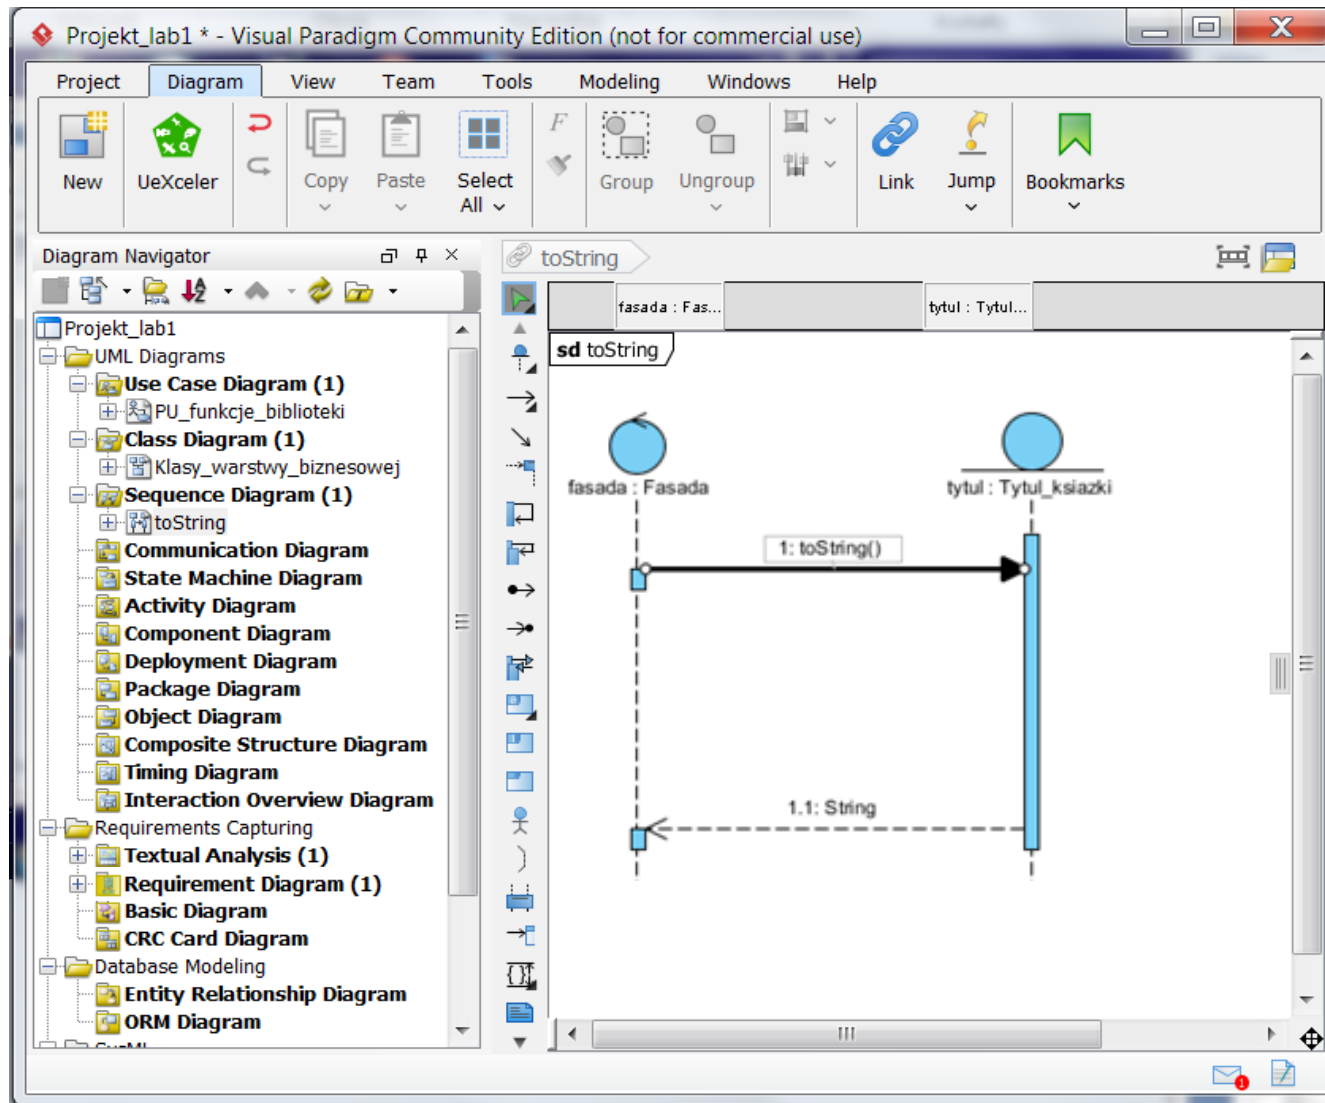 Projekt_lab1 * - Visual Paradigm Community Edition (not for commercial use)
Project Diagram View Team Tools Modeling Windows Help
New UeXceler Copy Paste Select All F Group Ungroup Link Jump Bookmarks
Diagram Navigator
toString
fasada : Fas... tytul : Tytul...
Projekt_lab1
UML Diagrams
Use Case Diagram (1)
PU_funkcje_biblioteki
Class Diagram (1)
Klasy_warstwy_biznesowej
Sequence Diagram (1)
toString
Communication Diagram
State Machine Diagram
Activity Diagram
Component Diagram
Deployment Diagram
Package Diagram
Object Diagram
Composite Structure Diagram
Timing Diagram
Interaction Overview Diagram
Requirements Capturing
Textual Analysis (1)
Requirement Diagram (1)
Basic Diagram
CRC Card Diagram
Database Modeling
Entity Relationship Diagram
ORM Diagram
sd toString
fasada : Fasada
tytul : Tytul_ksiazki
1: toString()
1.1: String
1